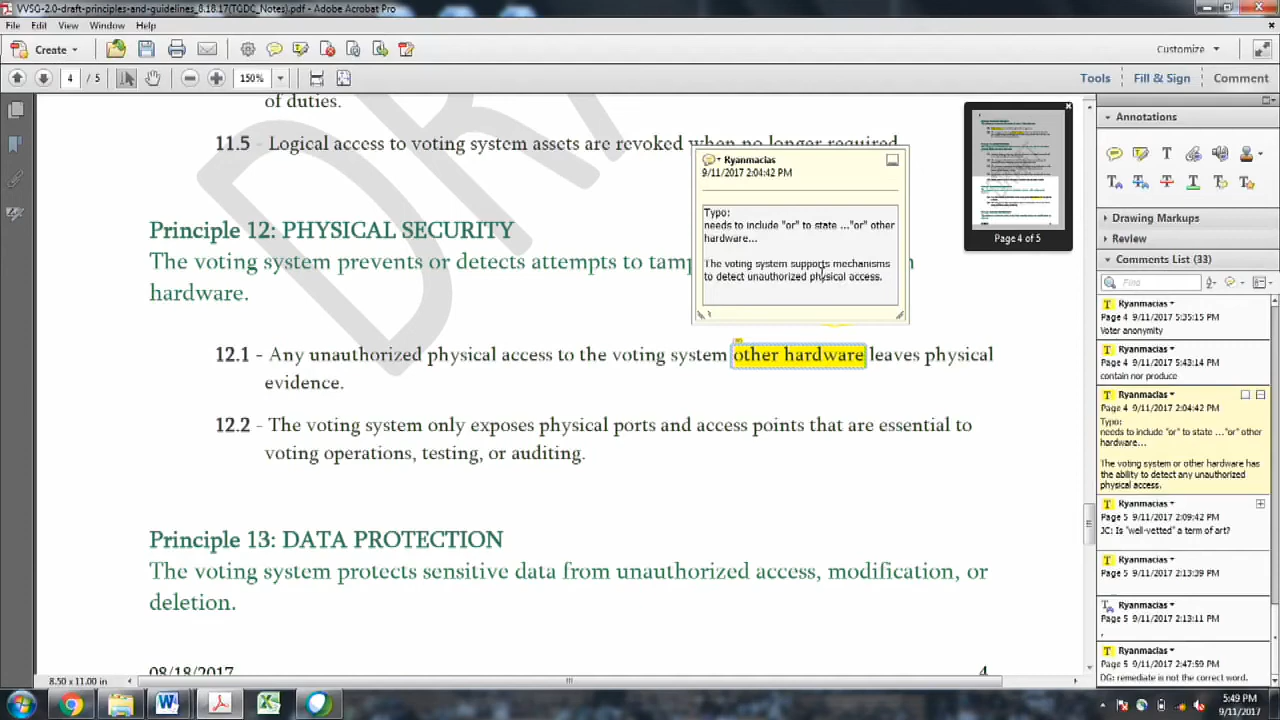 VVSG-2.0-draft-principles-and-guidelines_8.18.17(TGDC_Notes).pdf - Adobe Acrobat Pro
File Edit View Window Help
Create
Customize
4 / 5
150%
Tools Fill & Sign Comment
of duties.
11.5 - Logical access to voting system assets are revoked when no longer required
Principle 12: PHYSICAL SECURITY
The voting system prevents or detects attempts to tamp
hardware.
12.1 - Any unauthorized physical access to the voting system other hardware leaves physical
evidence.
12.2 - The voting system only exposes physical ports and access points that are essential to
voting operations, testing, or auditing.
Principle 13: DATA PROTECTION
The voting system protects sensitive data from unauthorized access, modification, or
deletion.
08/18/2017
4
Ryanmacias
9/11/2017 2:04:42 PM
Typo:
needs to include "or" to state ..."or" other
hardware...
The voting system supports mechanisms
to detect unauthorized physical access.
Page 4 of 5
Annotations
Drawing Markups
Review
Comments List (33)
Find
Ryanmacias
Page 4 9/11/2017 5:35:15 PM
Voter anonymity
Ryanmacias
Page 4 9/11/2017 5:43:14 PM
contain nor produce
Ryanmacias
Page 4 9/11/2017 2:04:42 PM
Typo:
needs to include "or" to state ..."or" other
hardware...
The voting system or other hardware has
the ability to detect any unauthorized
physical access.
Ryanmacias
Page 5 9/11/2017 2:09:42 PM
JC: Is "well-vetted" a term of art?
Ryanmacias
Page 5 9/11/2017 2:13:39 PM
Ryanmacias
Page 5 9/11/2017 2:13:11 PM
,
Ryanmacias
Page 5 9/11/2017 2:47:59 PM
DG: remediate is not the correct word.
8.50 x 11.00 in
5:49 PM
9/11/2017